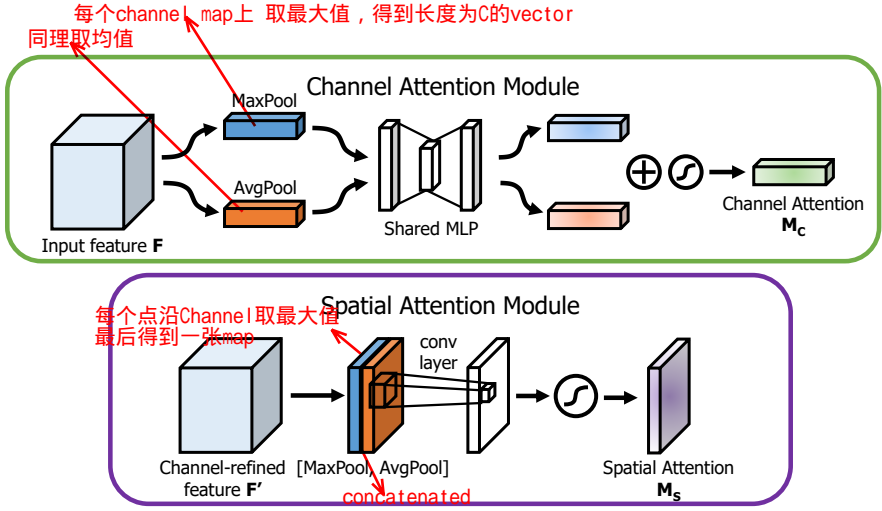 每个channel map上 取最大值，得到长度为C的vector
同理取均值
Channel Attention Module
MaxPool
AvgPool
Shared MLP
Input feature F
Channel Attention
Mc
Spatial Attention Module
每个点沿Channel取最大值
最后得到一张map
conv
layer
Channel-refined
feature F'
[MaxPool, AvgPool]
concatenated
Spatial Attention
Ms